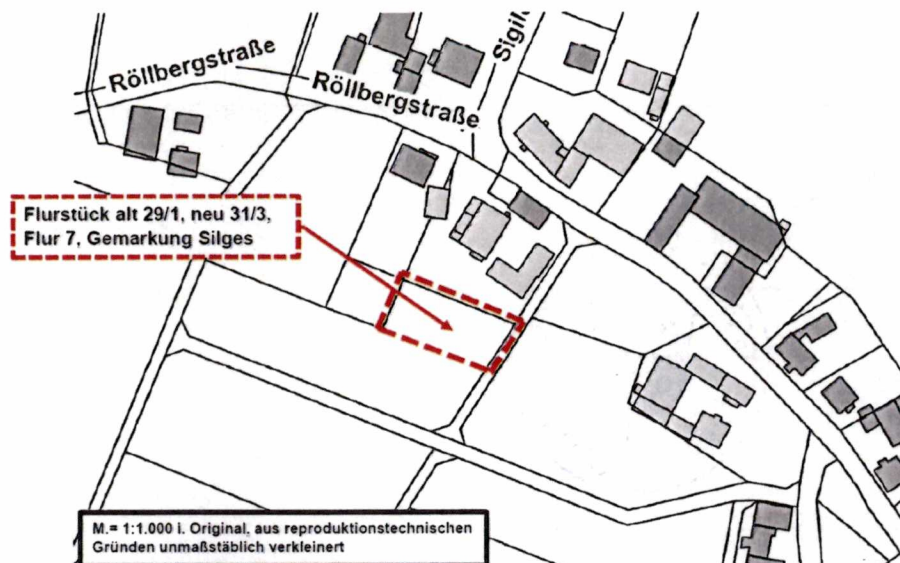 Röllbergstraße
Röllbergstraße
Flurstück alt 29/1, neu 31/3,
Flur 7, Gemarkung Silges
M.= 1:1.000 i. Original, aus reproduktionstechnischen
Gründen unmaßstäblich verkleinert